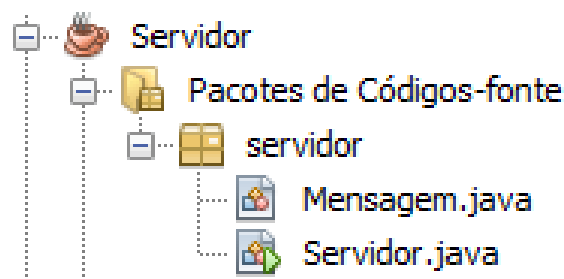 Servidor
Pacotes de Códigos-fonte
servidor
Mensagem.java
Servidor.java